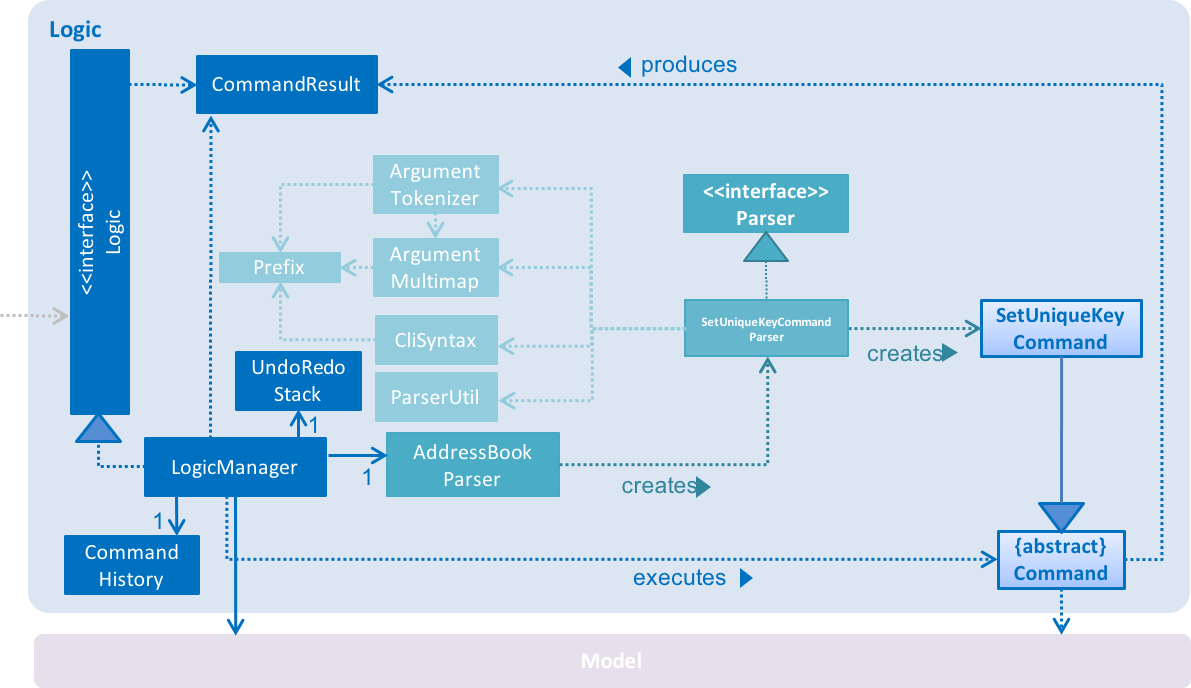 Logic
<<interface>>
Logic
CommandResult
◀ produces
Argument
Tokenizer
<<interface>>
Parser
Prefix
Argument
Multimap
SetUniqueKeyCommand
Parser
SetUniqueKey
Command
creates▶
CliSyntax
UndoRedo
Stack
ParserUtil
1
LogicManager
1
AddressBook
Parser
creates▶
1
Command
History
executes ▶
{abstract}
Command
Model